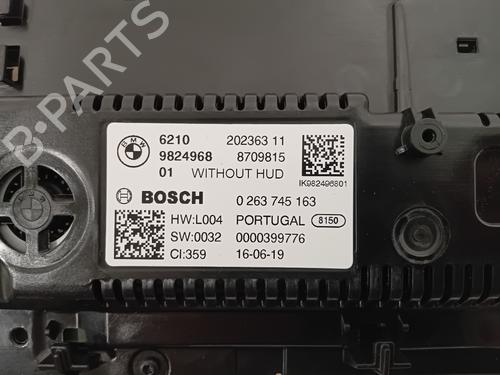 B-PARTS
BMW
6210 202363 11
9824968 8709815
01 WITHOUT HUD
IK982496801
BOSCH 0 263 745 163
HW:L004 PORTUGAL 8150
SW:0032 0000399776
CI:359 16-06-19